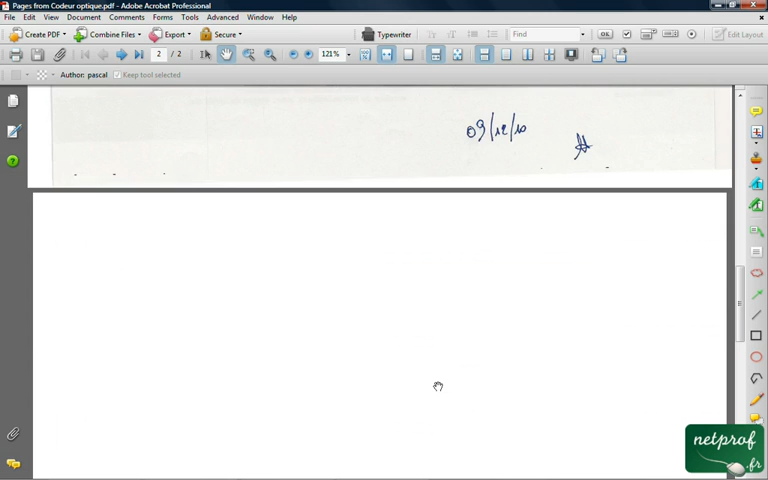 Pages from Codeur optique.pdf - Adobe Acrobat Professional
File Edit View Document Comments Forms Tools Advanced Window Help
Create PDF Combine Files Export Secure Typewriter Find OK Edit Layout
2 / 2 121%
Author: pascal Keep tool selected
09/12/10
netprof
.fr